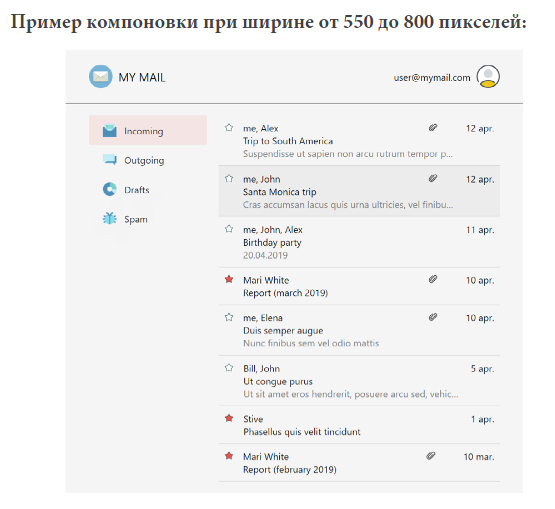 Пример компоновки при ширине от 550 до 800 пикселей:
MY MAIL
user@mymail.com
Incoming
Outgoing
Drafts
Spam
me, Alex 12 apr.
Trip to South America
Suspendisse ut sapien non arcu rutrum tempor p...
me, John 12 apr.
Santa Monica trip
Cras accumsan lacus quis urna ultricies, vel finibu...
me, John, Alex 11 apr.
Birthday party
20.04.2019
Mari White 10 apr.
Report (march 2019)
me, Elena 10 apr.
Duis semper augue
Nunc finibus sem vel odio mattis
Bill, John 5 apr.
Ut congue purus
Ut sit amet eros hendrerit, posuere arcu sed, vehic...
Stive 1 apr.
Phasellus quis velit tincidunt
Mari White 10 mar.
Report (february 2019)